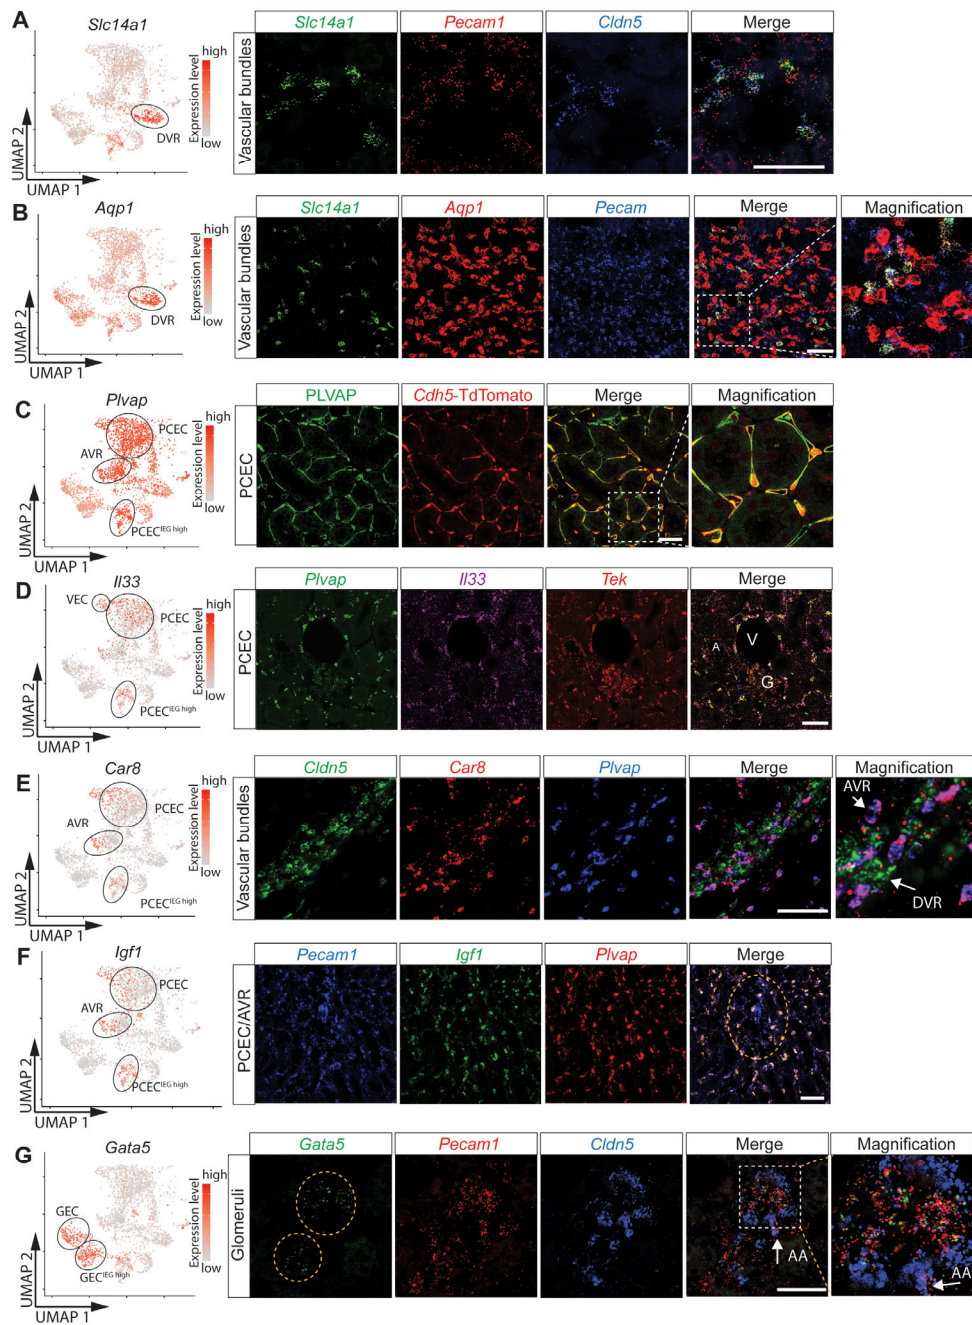 A
Slc14a1
high
Expression level
low
DVR
UMAP 2
UMAP 1
Slc14a1
Pecam1
Cldn5
Merge
Vascular bundles
B
Aqp1
high
Expression level
low
DVR
UMAP 2
UMAP 1
Slc14a1
Aqp1
Pecam
Merge
Magnification
Vascular bundles
C
Plvap
high
Expression level
low
PCEC
AVR
PCEC IEG high
UMAP 2
UMAP 1
PLVAP
Cdh5-TdTomato
Merge
Magnification
PCEC
D
Il33
high
Expression level
low
VEC
PCEC
PCEC IEG high
UMAP 2
UMAP 1
Plvap
Il33
Tek
Merge
PCEC
V
A
G
E
Car8
high
Expression level
low
PCEC
AVR
PCEC IEG high
UMAP 2
UMAP 1
Cldn5
Car8
Plvap
Merge
Magnification
Vascular bundles
AVR
DVR
F
Igf1
high
Expression level
low
PCEC
AVR
PCEC IEG high
UMAP 2
UMAP 1
Pecam1
Igf1
Plvap
Merge
PCEC/AVR
G
Gata5
high
Expression level
low
GEC
GEC IEG high
UMAP 2
UMAP 1
Gata5
Pecam1
Cldn5
Merge
Magnification
Glomeruli
AA
AA